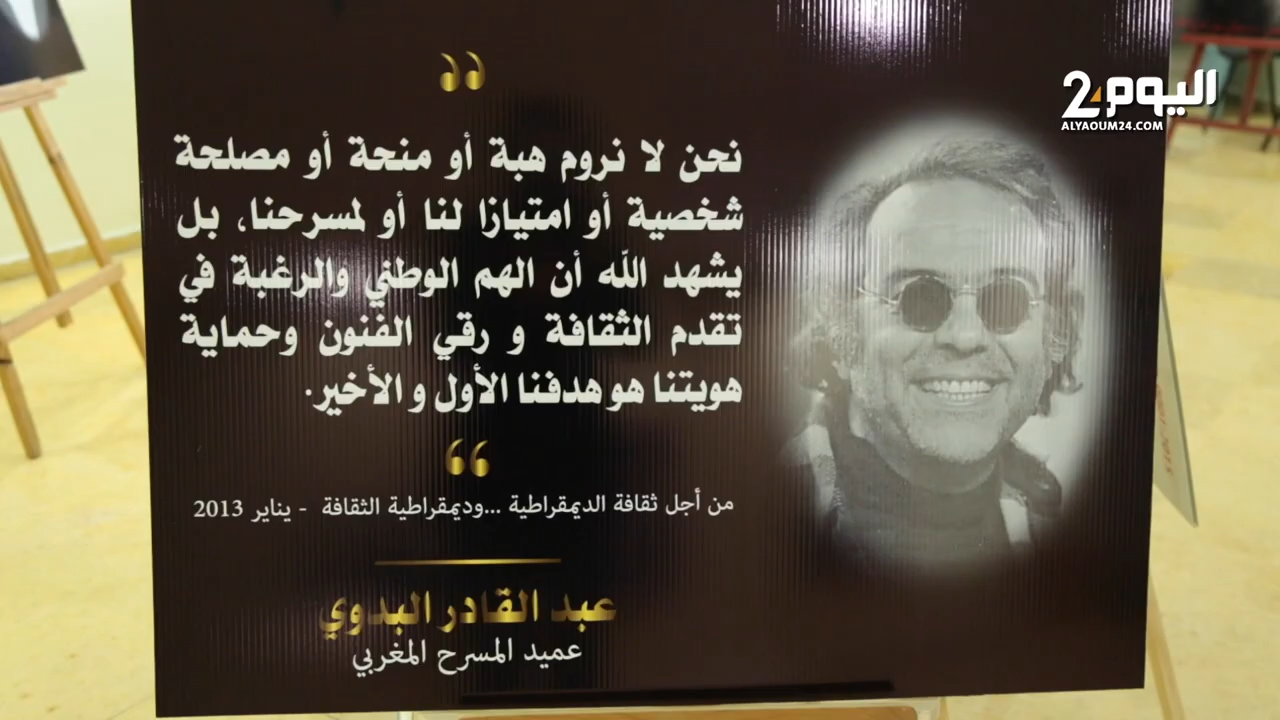 اليوم24
ALYAOUM24.COM
”
نحن لا نروم هبة أو منحة أو مصلحة
شخصية أو امتيازا لنا أو لمسرحنا، بل
يشهد الله أن الهم الوطني والرغبة في
تقدم الثقافة و رقي الفنون وحماية
هويتنا هو هدفنا الأول و الأخير.
“
من أجل ثقافة الديمقراطية ...وديمقراطية الثقافة - يناير 2013
عبد القادر البدوي
عميد المسرح المغربي